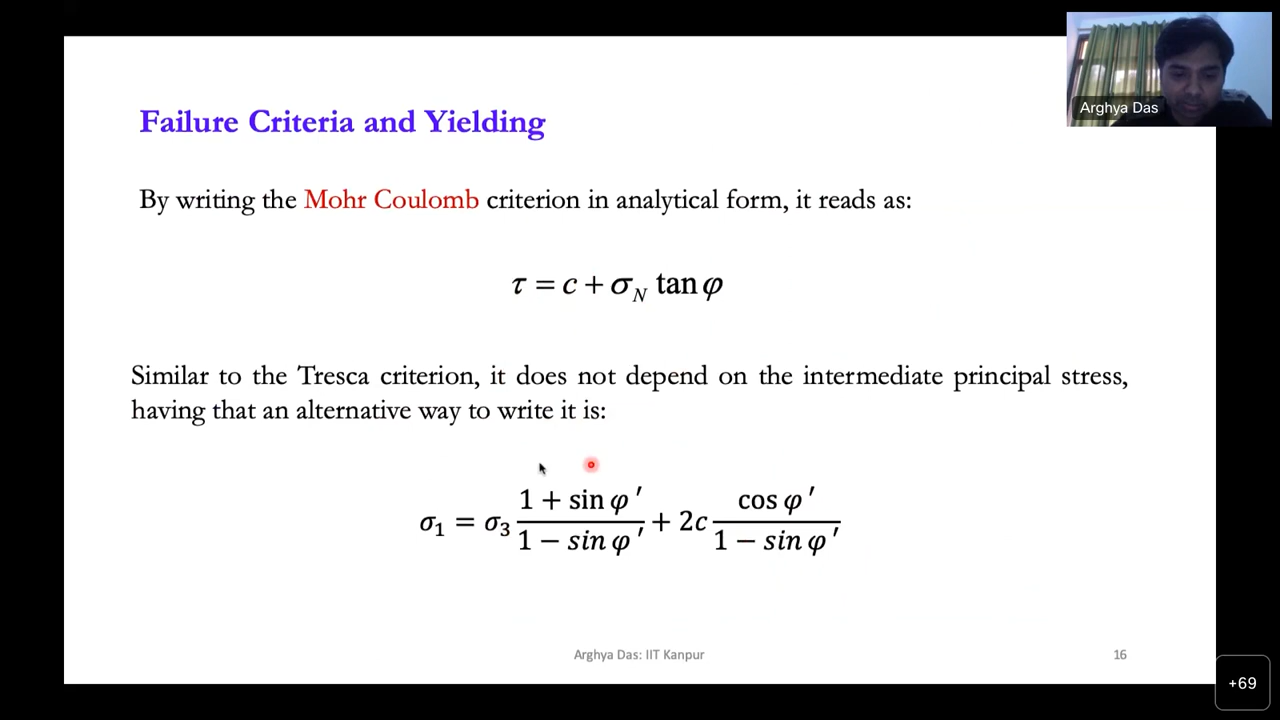 Arghya Das
Failure Criteria and Yielding
By writing the Mohr Coulomb criterion in analytical form, it reads as:
τ = c + σ_N tan φ
Similar to the Tresca criterion, it does not depend on the intermediate principal stress,
having that an alternative way to write it is:
σ₁ = σ₃ (1 + sin φ′)/(1 − sin φ′) + 2c (cos φ′)/(1 − sin φ′)
Arghya Das: IIT Kanpur
16
+69